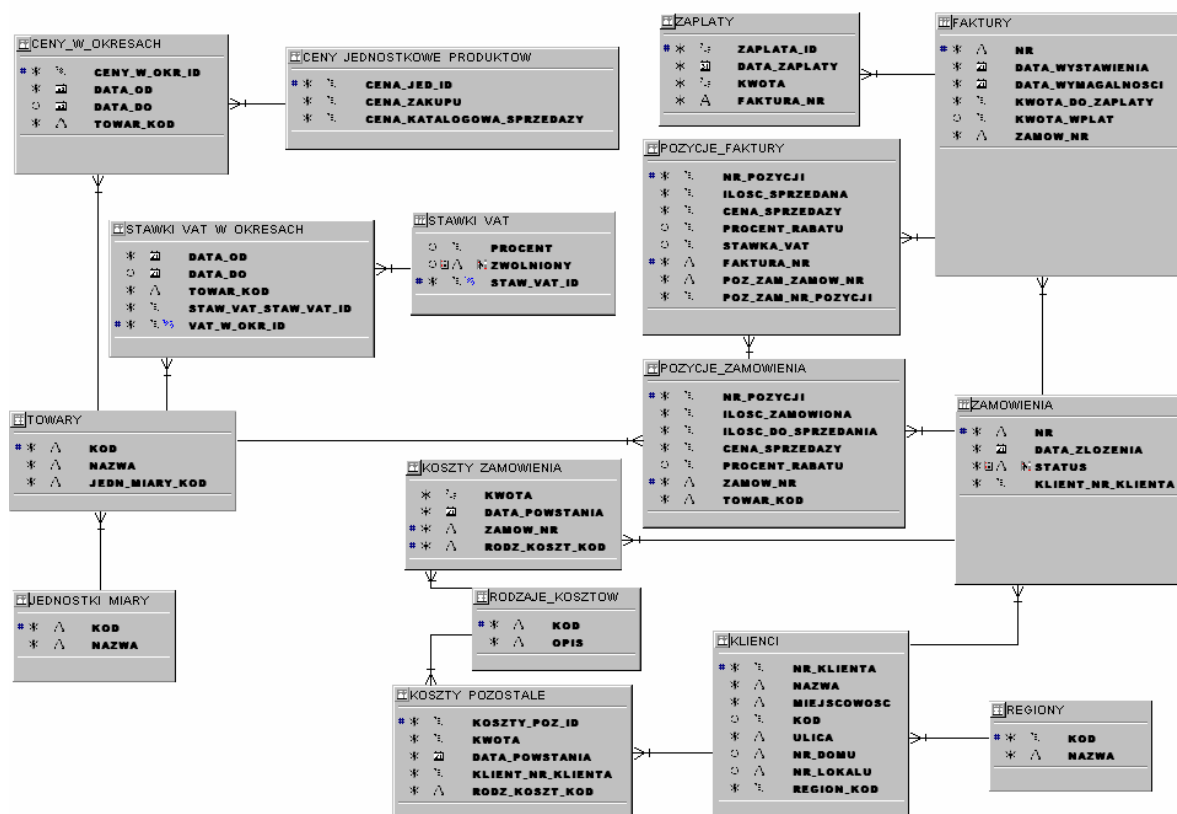 CENY_W_OKRESACH
CENY_W_OKR_ID
DATA_OD
DATA_DO
TOWAR_KOD
CENY JEDNOSTKOWE PRODUKTOW
CENA_JED_ID
CENA_ZAKUPU
CENA_KATALOGOWA_SPRZEDAZY
ZAPLATY
ZAPLATA_ID
DATA_ZAPLATY
KWOTA
FAKTURA_NR
FAKTURY
NR
DATA_WYSTAWIENIA
DATA_WYMAGALNOSCI
KWOTA_DO_ZAPLATY
KWOTA_WPLAT
ZAMOW_NR
POZYCJE_FAKTURY
NR_POZYCJI
ILOSC_SPRZEDANA
CENA_SPRZEDAZY
PROCENT_RABATU
STAWKA_VAT
FAKTURA_NR
POZ_ZAM_ZAMOW_NR
POZ_ZAM_NR_POZYCJI
STAWKI VAT W OKRESACH
DATA_OD
DATA_DO
TOWAR_KOD
STAW_VAT_STAW_VAT_ID
VAT_W_OKR_ID
STAWKI VAT
PROCENT
ZWOLNIONY
STAW_VAT_ID
POZYCJE_ZAMOWIENIA
NR_POZYCJI
ILOSC_ZAMOWIONA
ILOSC_DO_SPRZEDANIA
CENA_SPRZEDAZY
PROCENT_RABATU
ZAMOW_NR
TOWAR_KOD
ZAMOWIENIA
NR
DATA_ZLOZENIA
STATUS
KLIENT_NR_KLIENTA
TOWARY
KOD
NAZWA
JEDN_MIARY_KOD
KOSZTY ZAMOWIENIA
KWOTA
DATA_POWSTANIA
ZAMOW_NR
RODZ_KOSZT_KOD
JEDNOSTKI MIARY
KOD
NAZWA
RODZAJE_KOSZTOW
KOD
OPIS
KLIENCI
NR_KLIENTA
NAZWA
MIEJSCOWOSC
KOD
ULICA
NR_DOMU
NR_LOKALU
REGION_KOD
KOSZTY POZOSTALE
KOSZTY_POZ_ID
KWOTA
DATA_POWSTANIA
KLIENT_NR_KLIENTA
RODZ_KOSZT_KOD
REGIONY
KOD
NAZWA